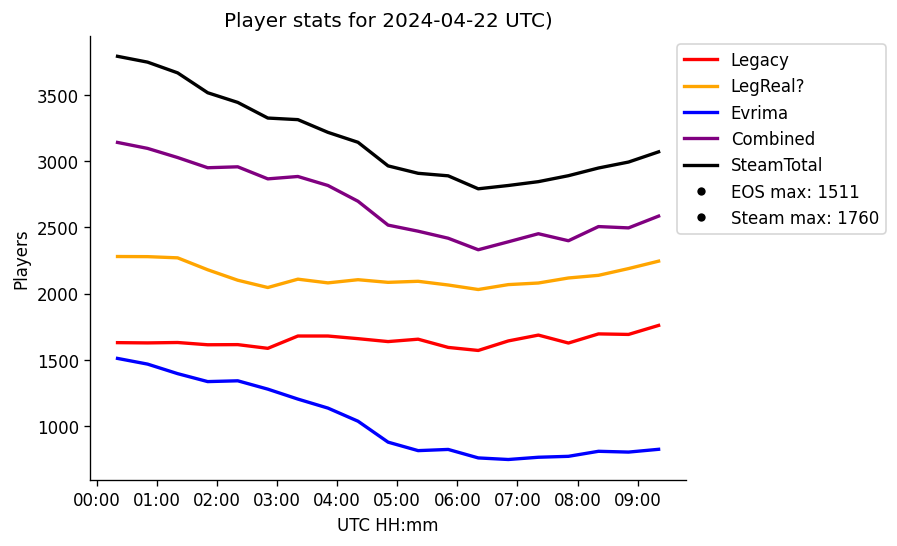 Player stats for 2024-04-22 UTC)
Legacy
LegReal?
Evrima
Combined
SteamTotal
EOS max: 1511
Steam max: 1760
Players
3500
3000
2500
2000
1500
1000
00:00 01:00 02:00 03:00 04:00 05:00 06:00 07:00 08:00 09:00
UTC HH:mm